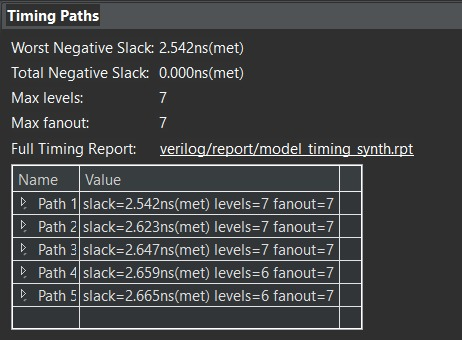 Timing Paths
Worst Negative Slack: 2.542ns(met)
Total Negative Slack: 0.000ns(met)
Max levels: 7
Max fanout: 7
Full Timing Report: verilog/report/model_timing_synth.rpt
Name Value
Path 1 slack=2.542ns(met) levels=7 fanout=7
Path 2 slack=2.623ns(met) levels=7 fanout=7
Path 3 slack=2.647ns(met) levels=7 fanout=7
Path 4 slack=2.659ns(met) levels=6 fanout=7
Path 5 slack=2.665ns(met) levels=6 fanout=7